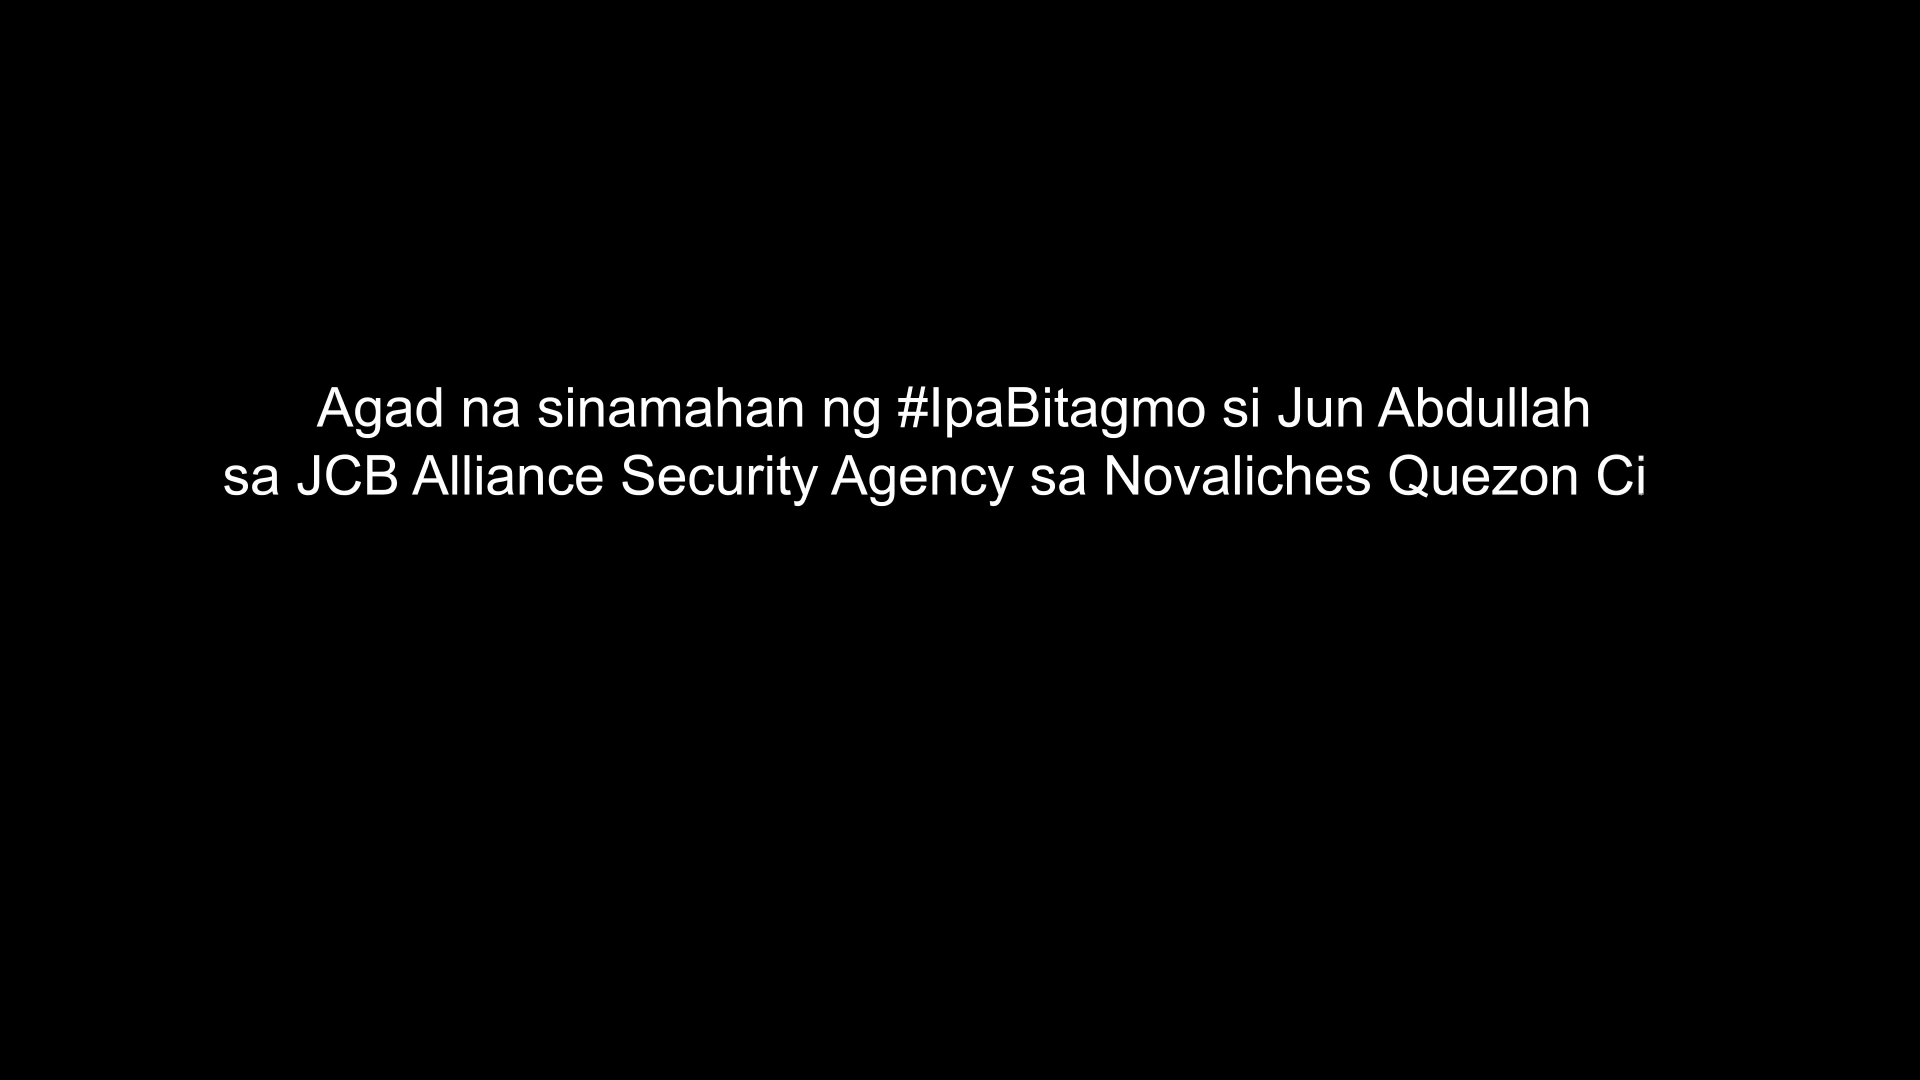 Agad na sinamahan ng #IpaBitagmo si Jun Abdullah
sa JCB Alliance Security Agency sa Novaliches Quezon Ci